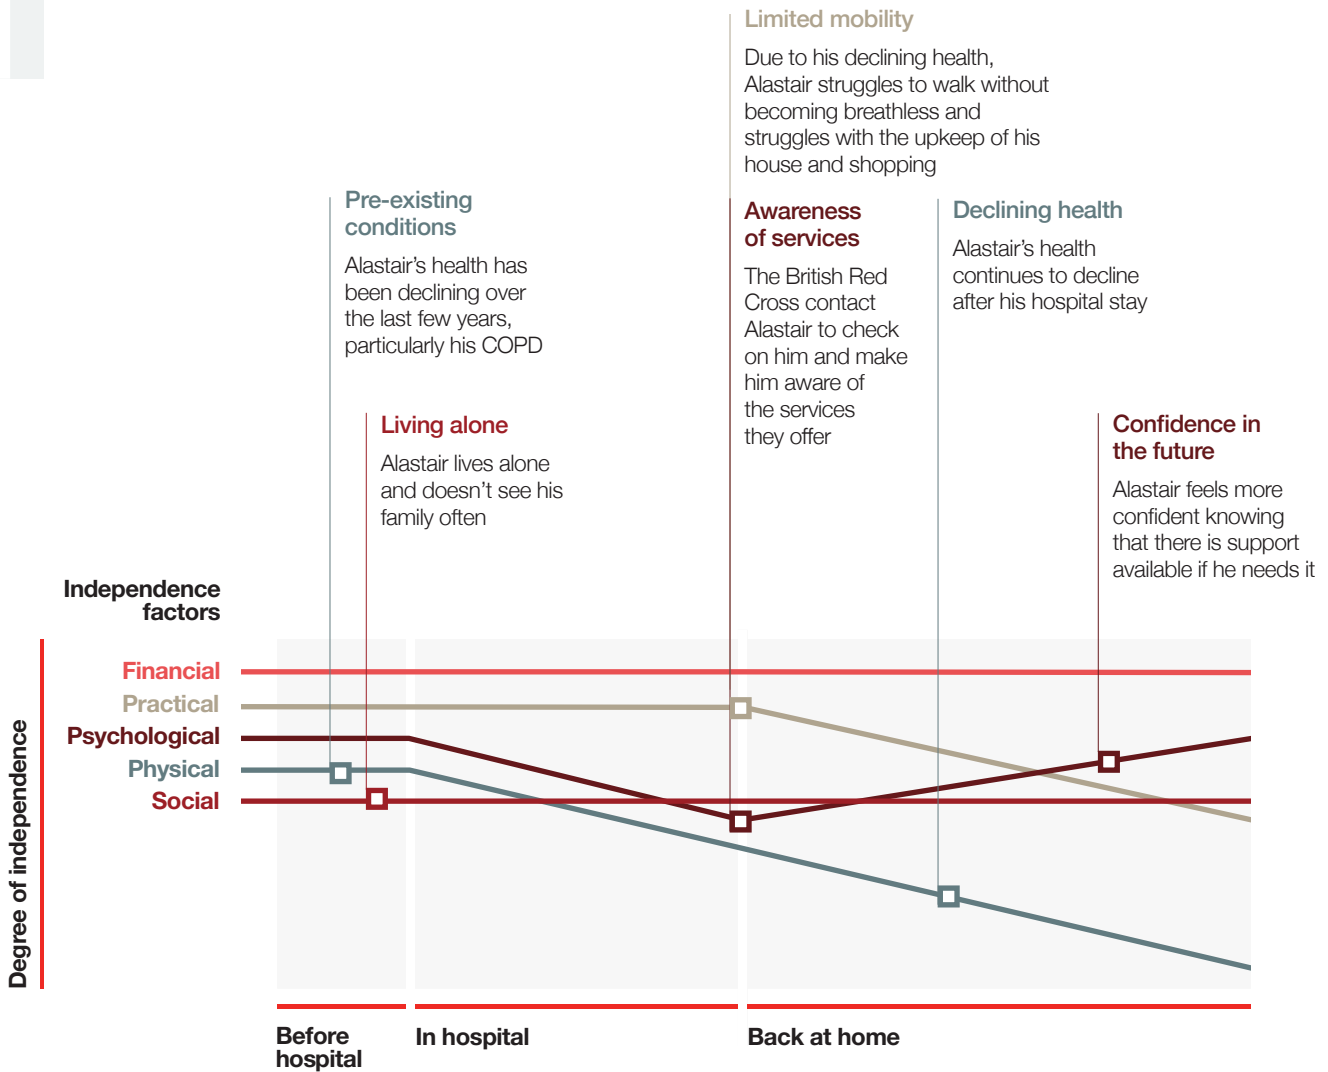 Limited mobility
Due to his declining health,
Alastair struggles to walk without
becoming breathless and
struggles with the upkeep of his
house and shopping
Pre-existing
conditions
Alastair’s health has
been declining over
the last few years,
particularly his COPD
Awareness
of services
The British Red
Cross contact
Alastair to check
on him and make
him aware of
the services
they offer
Declining health
Alastair’s health
continues to decline
after his hospital stay
Living alone
Alastair lives alone
and doesn’t see his
family often
Confidence in
the future
Alastair feels more
confident knowing
that there is support
available if he needs it
Independence
factors
Financial
Practical
Psychological
Physical
Social
Degree of independence
Before
hospital
In hospital
Back at home